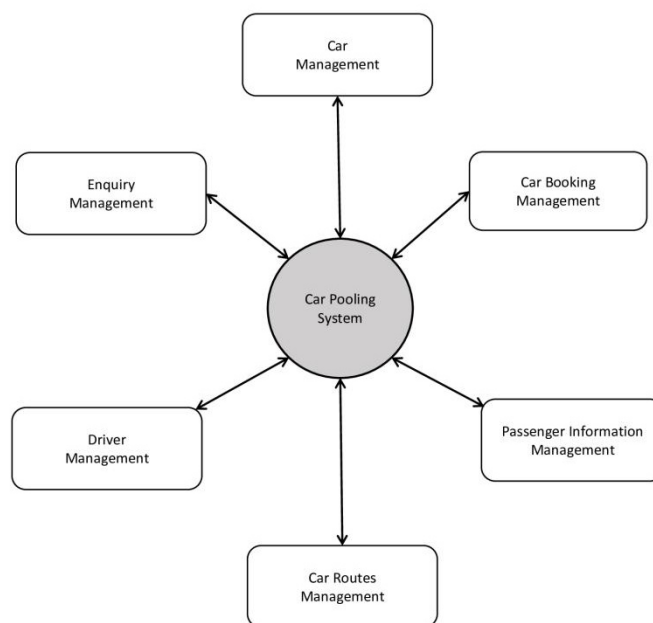 Car
Management
Enquiry
Management
Car Booking
Management
Car Pooling
System
Driver
Management
Passenger Information
Management
Car Routes
Management